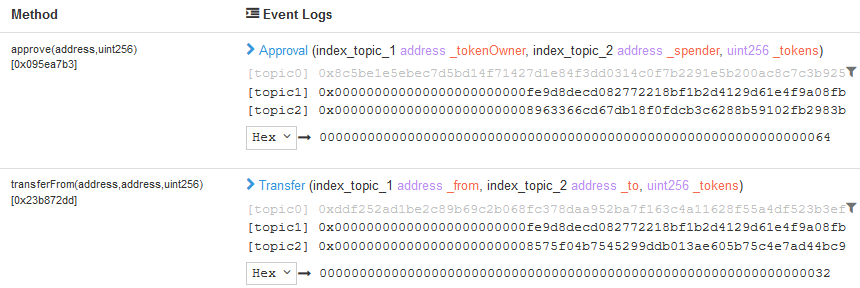 Method Event Logs
approve(address,uint256)
[0x095ea7b3]
Approval (index_topic_1 address _tokenOwner, index_topic_2 address _spender, uint256 _tokens)
[topic0] 0x8c5be1e5ebec7d5bd14f71427d1e84f3dd0314c0f7b2291e5b200ac8c7c3b925
[topic1] 0x000000000000000000000000fe9d8decd082772218bf1b2d4129d61e4f9a08fb
[topic2] 0x0000000000000000000000008963366cd67db18f0fdcb3c6288b59102fb2983b
Hex 0000000000000000000000000000000000000000000000000000000000000064
transferFrom(address,address,uint256)
[0x23b872dd]
Transfer (index_topic_1 address _from, index_topic_2 address _to, uint256 _tokens)
[topic0] 0xddf252ad1be2c89b69c2b068fc378daa952ba7f163c4a11628f55a4df523b3ef
[topic1] 0x000000000000000000000000fe9d8decd082772218bf1b2d4129d61e4f9a08fb
[topic2] 0x0000000000000000000000008575f04b7545299ddb013ae605b75c4e7ad44bc9
Hex 0000000000000000000000000000000000000000000000000000000000000032